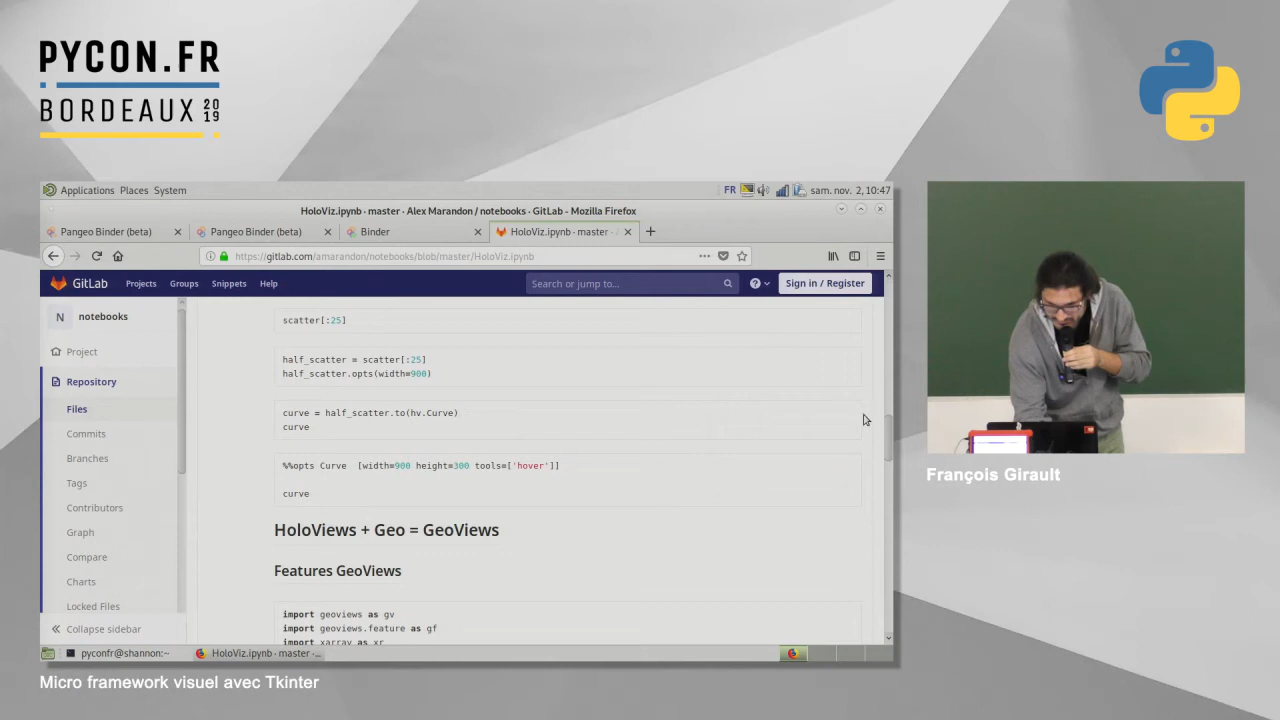 PYCON.FR
BORDEAUX 2019
Applications Places System
FR sam. nov. 2, 10:47
HoloViz.ipynb · master · Alex Marandon / notebooks · GitLab - Mozilla Firefox
Pangeo Binder (beta)
Pangeo Binder (beta)
Binder
HoloViz.ipynb · master · A
https://gitlab.com/amarandon/notebooks/blob/master/HoloViz.ipynb
GitLab Projects Groups Snippets Help
Search or jump to...
Sign in / Register
N notebooks
Project
Repository
Files
Commits
Branches
Tags
Contributors
Graph
Compare
Charts
Locked Files
Collapse sidebar
scatter[:25]
half_scatter = scatter[:25]
half_scatter.opts(width=900)
curve = half_scatter.to(hv.Curve)
curve
%%opts Curve [width=900 height=300 tools=['hover']]
curve
HoloViews + Geo = GeoViews
Features GeoViews
import geoviews as gv
import geoviews.feature as gf
import xarray as xr
pyconfr@shannon:~
HoloViz.ipynb · master ·...
François Girault
Micro framework visuel avec Tkinter